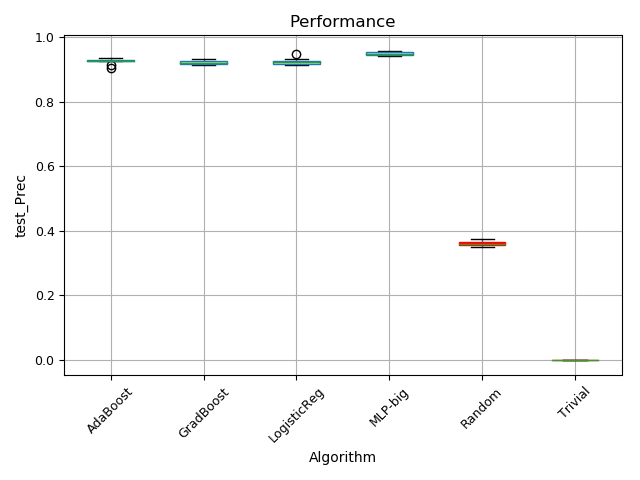 Performance
1.0
0.8
0.6
0.4
0.2
0.0
test_Prec
AdaBoost
GradBoost
LogisticReg
MLP-big
Random
Trivial
Algorithm